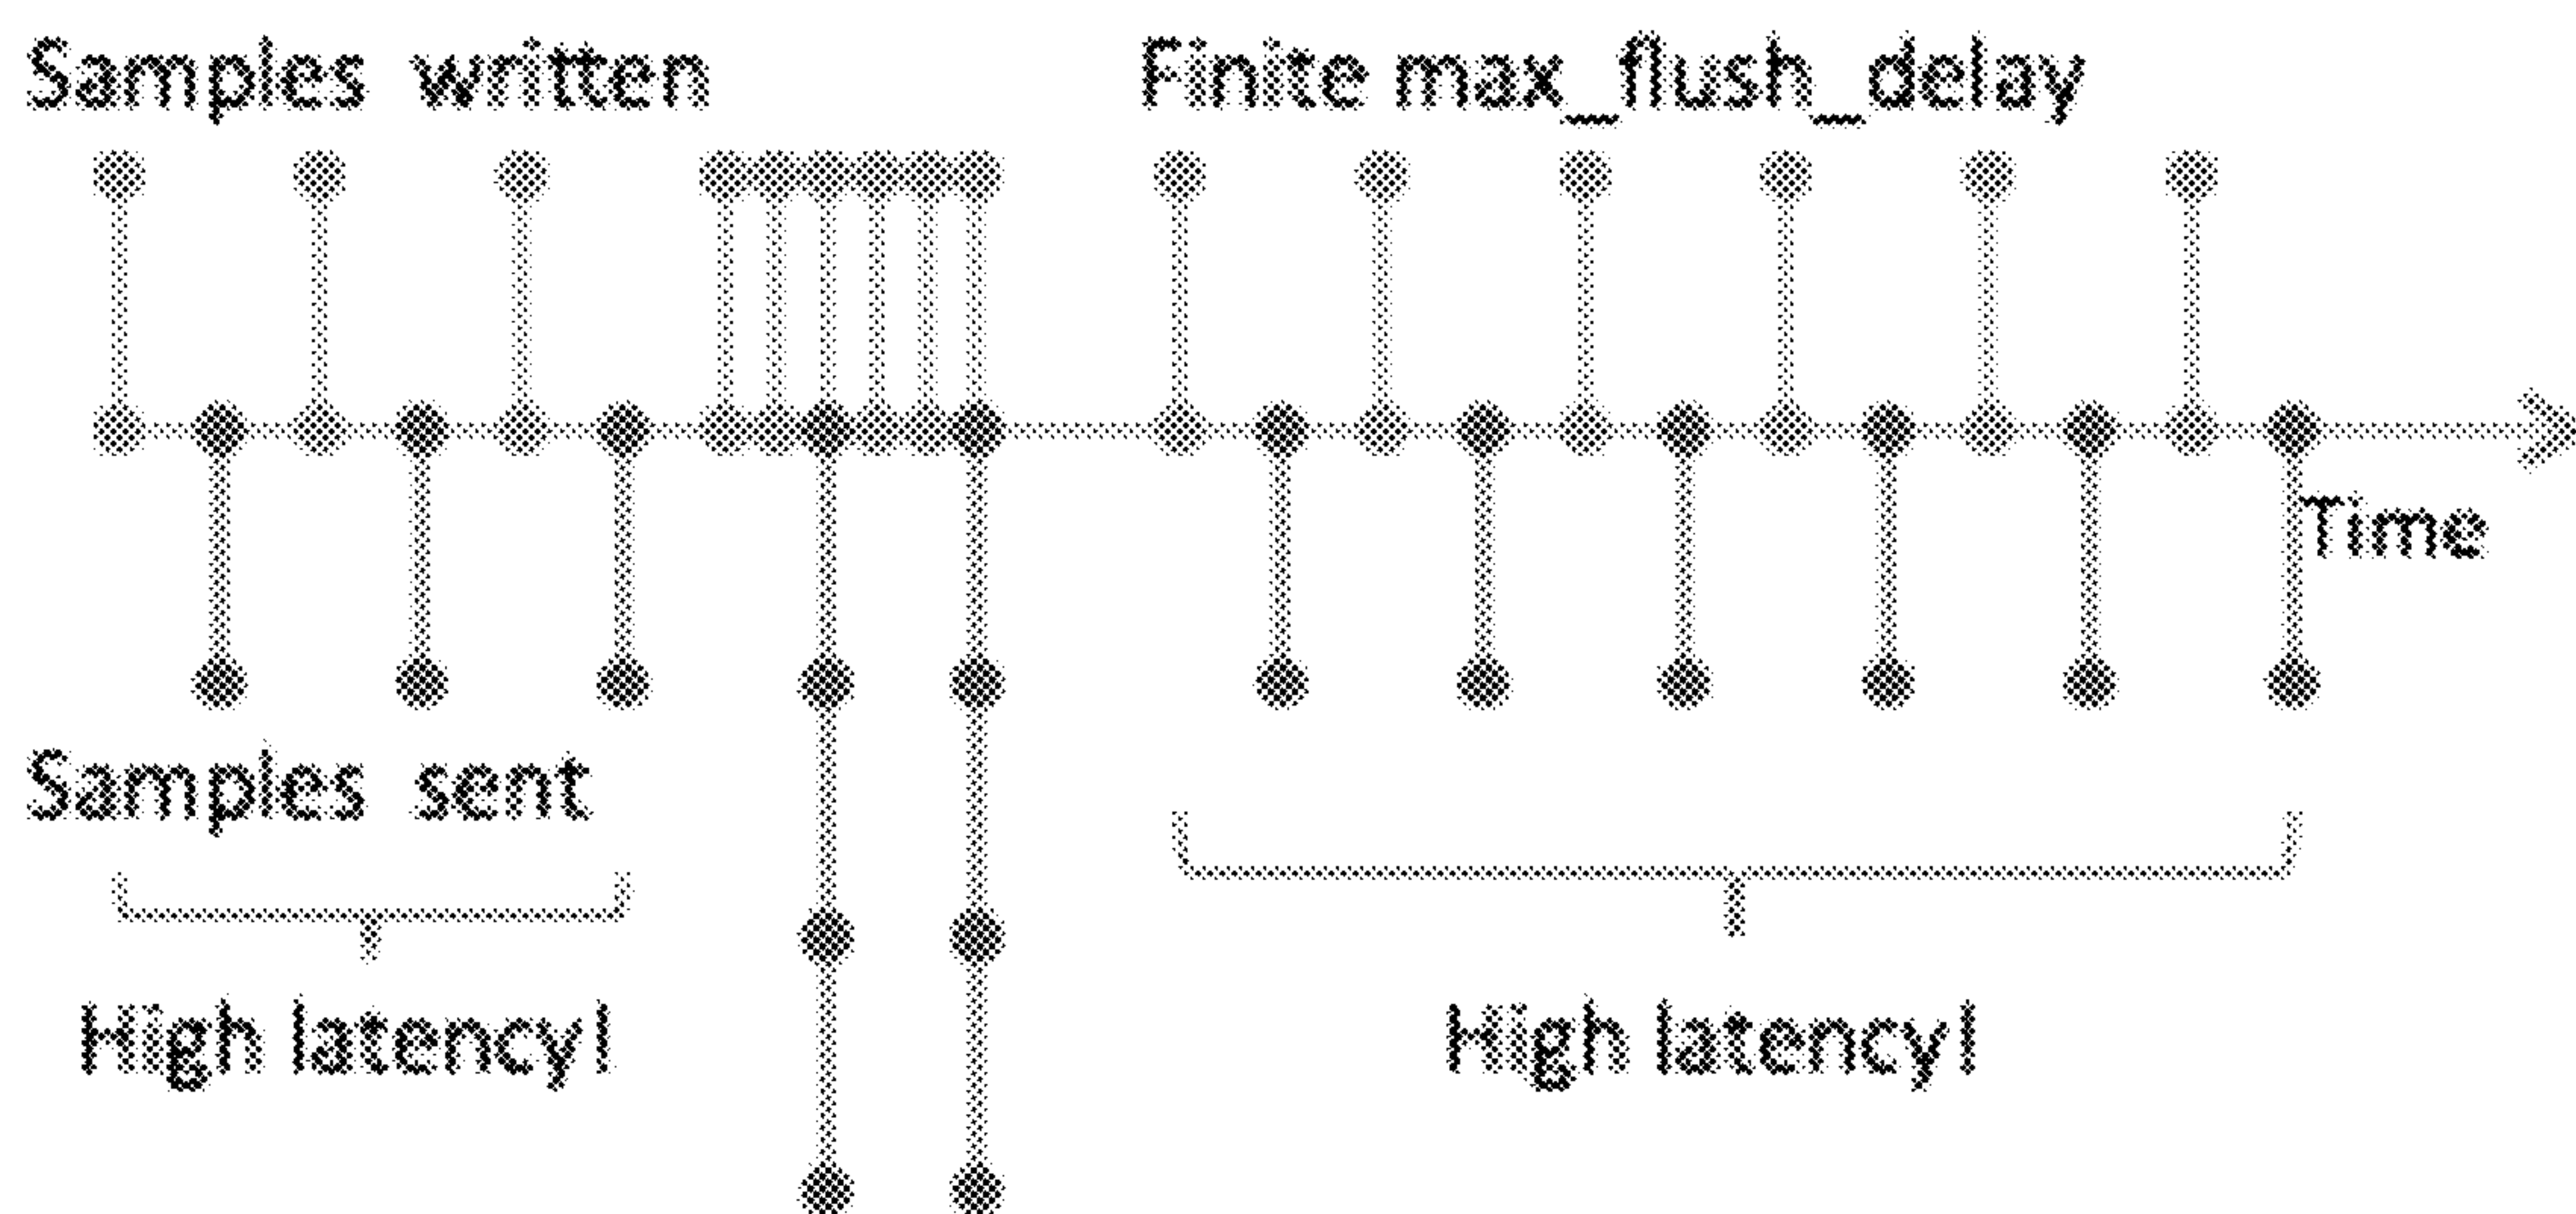 Samples written
Finite max_flush_delay
Time
Samples sent
High latency!
High latency!